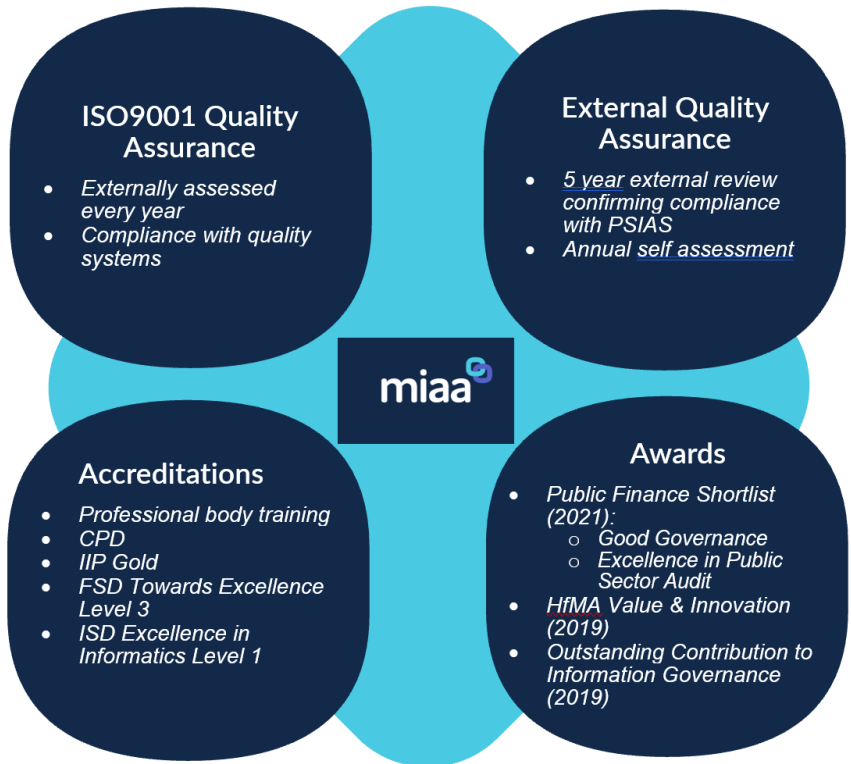 ISO9001 Quality
Assurance
• Externally assessed
every year
• Compliance with quality
systems
External Quality
Assurance
• 5 year external review
confirming compliance
with PSIAS
• Annual self assessment
miaa
Accreditations
• Professional body training
• CPD
• IIP Gold
• FSD Towards Excellence
Level 3
• ISD Excellence in
Informatics Level 1
Awards
• Public Finance Shortlist
(2021):
o Good Governance
o Excellence in Public
Sector Audit
• HfMA Value & Innovation
(2019)
• Outstanding Contribution to
Information Governance
(2019)